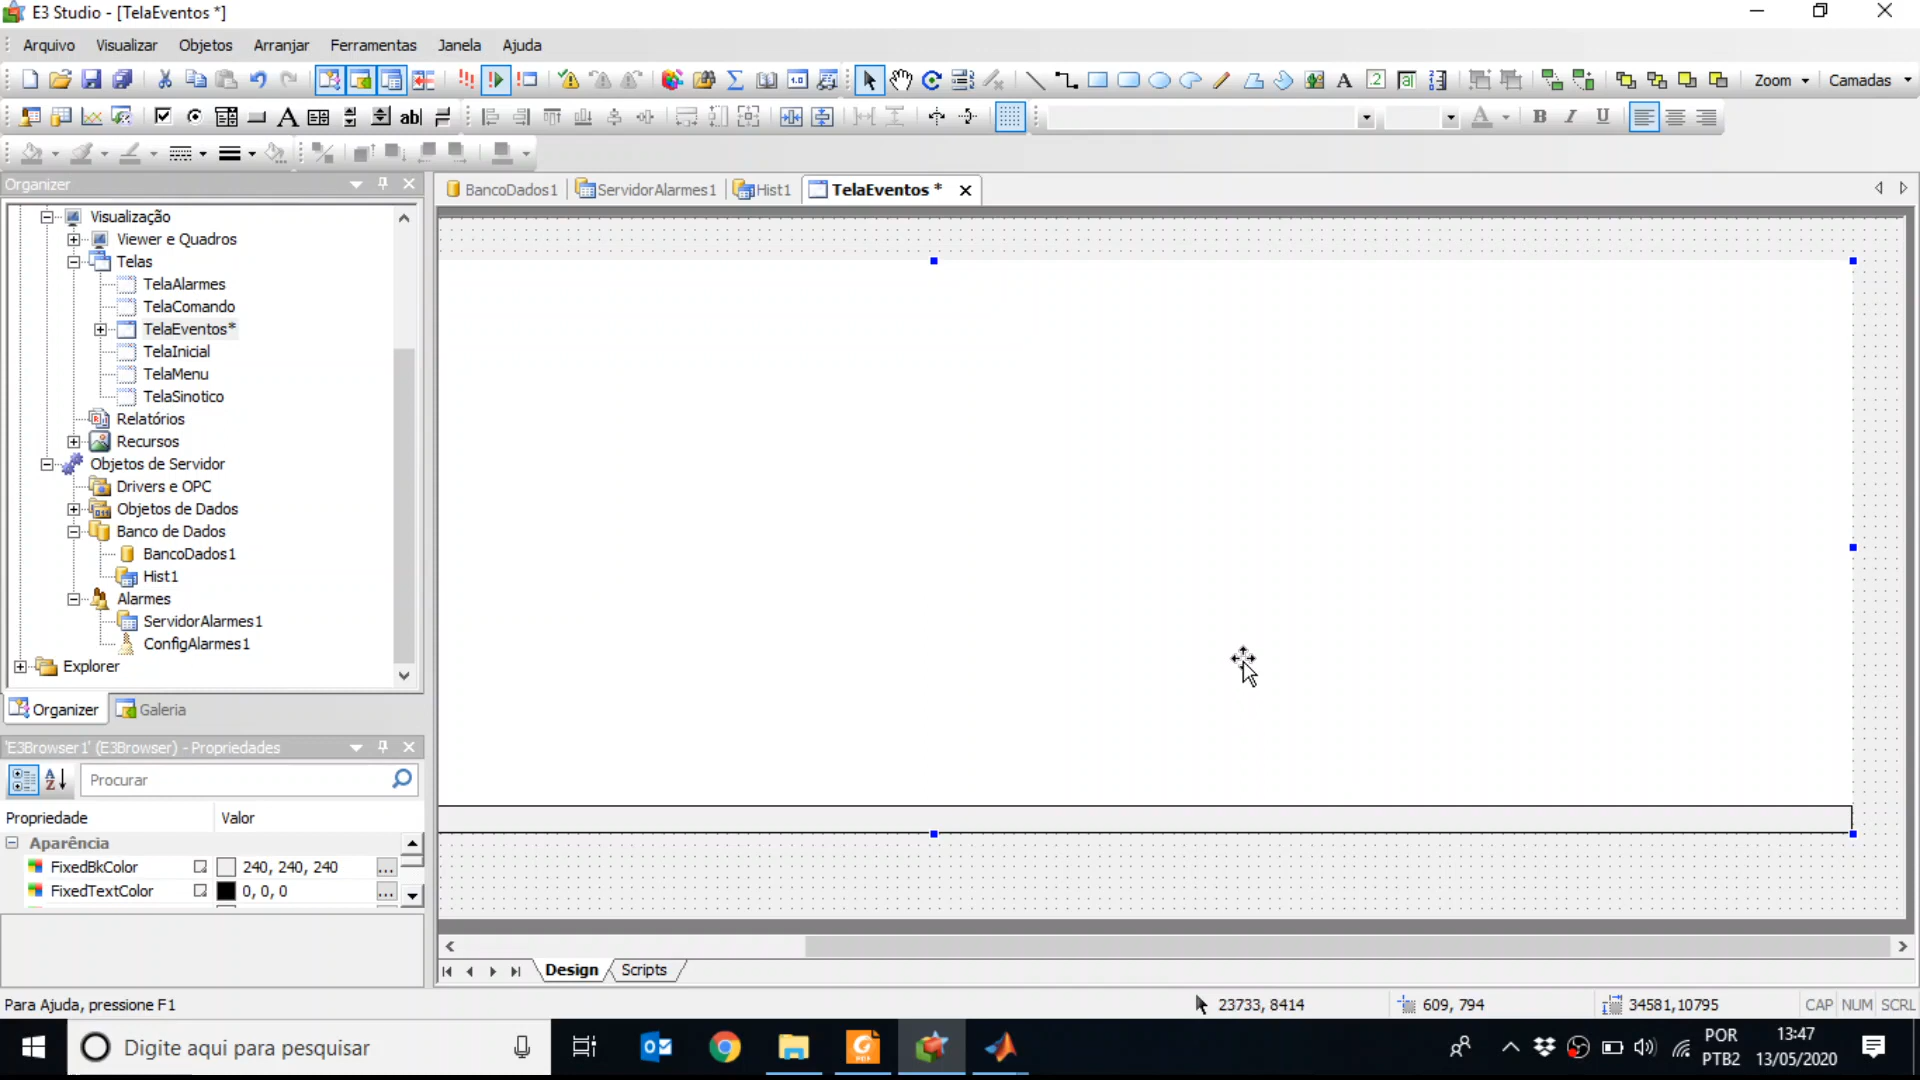 E3 Studio - [TelaEventos *]
Arquivo Visualizar Objetos Arranjar Ferramentas Janela Ajuda
Zoom Camadas
Organizer
BancoDados1 ServidorAlarmes1 Hist1 TelaEventos *
Visualização
Viewer e Quadros
Telas
TelaAlarmes
TelaComando
TelaEventos*
TelaInicial
TelaMenu
TelaSinotico
Relatórios
Recursos
Objetos de Servidor
Drivers e OPC
Objetos de Dados
Banco de Dados
BancoDados1
Hist1
Alarmes
ServidorAlarmes1
ConfigAlarmes1
Explorer
Organizer Galeria
'E3Browser1' (E3Browser) - Propriedades
Procurar
Propriedade Valor
Aparência
FixedBkColor 240, 240, 240
FixedTextColor 0, 0, 0
Design Scripts
Para Ajuda, pressione F1
23733, 8414 609, 794 34581,10795 CAP NUM SCRL
Digite aqui para pesquisar
POR
PTB2
13:47
13/05/2020